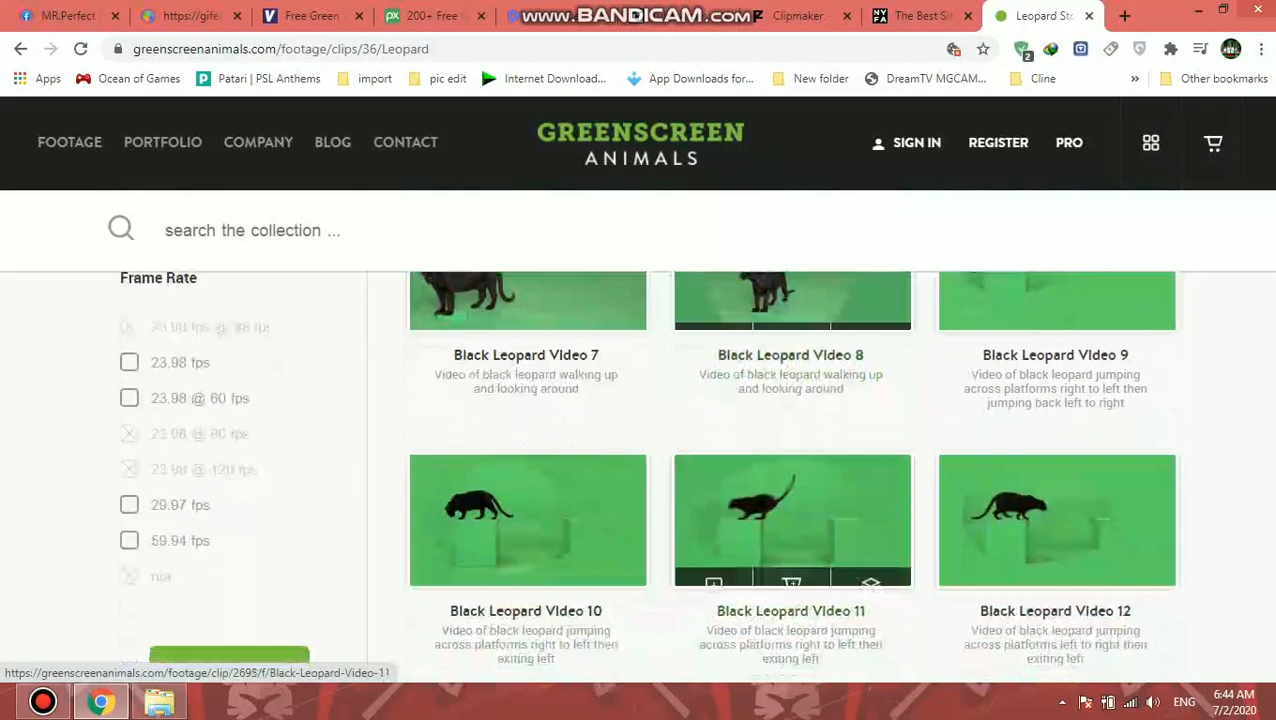 MR.Perfect
https://gife
Free Green
200+ Free
www.BANDICAM.com
Clipmaker -
The Best Sit
Leopard Sto
greenscreenanimals.com/footage/clips/36/Leopard
2
Apps
Ocean of Games
Patari | PSL Anthems
import
pic edit
Internet Download...
App Downloads for...
New folder
DreamTV MGCAM...
Cline
»
Other bookmarks
FOOTAGE PORTFOLIO COMPANY BLOG CONTACT
GREENSCREEN
ANIMALS
SIGN IN REGISTER PRO
search the collection ...
Frame Rate
23.98 fps
23.98 @ 60 fps
23.98 @ 80 fps
23.98 @ 120 fps
29.97 fps
59.94 fps
n/a
Black Leopard Video 7
Video of black leopard walking up
and looking around
Black Leopard Video 8
Video of black leopard walking up
and looking around
Black Leopard Video 9
Video of black leopard jumping
across platforms right to left then
jumping back left to right
Black Leopard Video 10
Video of black leopard jumping
across platforms right to left then
exiting left
Black Leopard Video 11
Video of black leopard jumping
across platforms right to left then
exiting left
Black Leopard Video 12
Video of black leopard jumping
across platforms right to left then
exiting left
https://greenscreenanimals.com/footage/clip/2695/f/Black-Leopard-Video-11
ENG
6:44 AM
7/2/2020